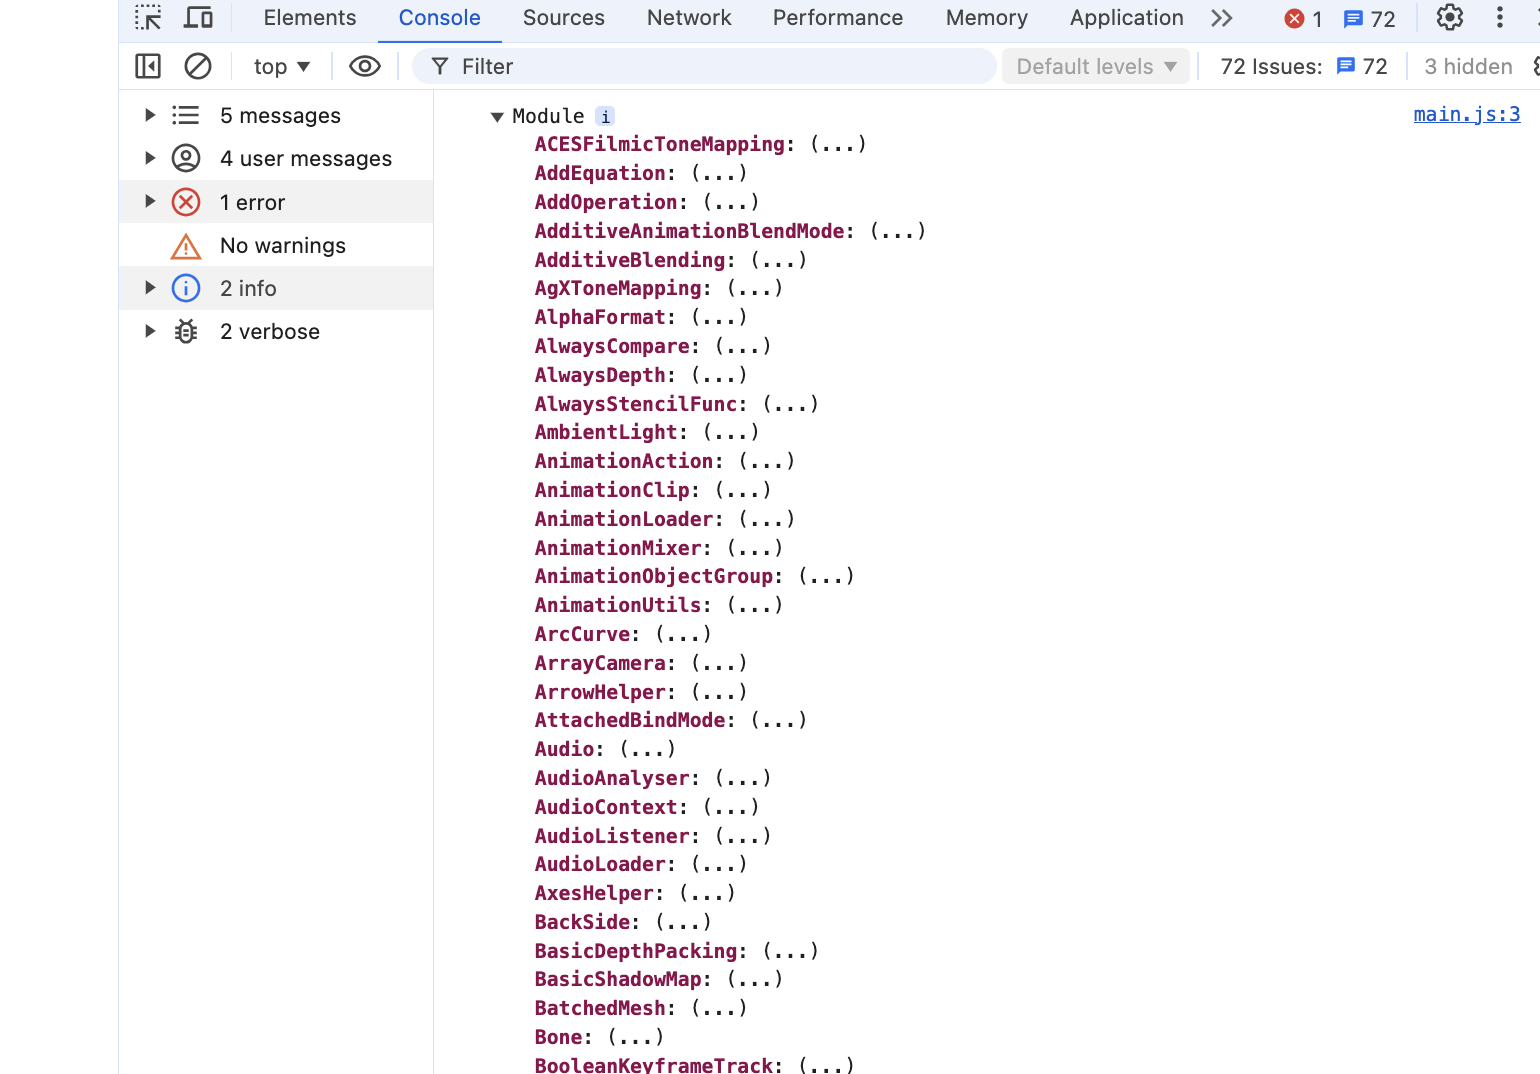 Elements Console Sources Network Performance Memory Application 1 72
top Filter Default levels 72 Issues: 72 3 hidden
5 messages
4 user messages
1 error
No warnings
2 info
2 verbose
Module i main.js:3
ACESFilmicToneMapping: (...)
AddEquation: (...)
AddOperation: (...)
AdditiveAnimationBlendMode: (...)
AdditiveBlending: (...)
AgXToneMapping: (...)
AlphaFormat: (...)
AlwaysCompare: (...)
AlwaysDepth: (...)
AlwaysStencilFunc: (...)
AmbientLight: (...)
AnimationAction: (...)
AnimationClip: (...)
AnimationLoader: (...)
AnimationMixer: (...)
AnimationObjectGroup: (...)
AnimationUtils: (...)
ArcCurve: (...)
ArrayCamera: (...)
ArrowHelper: (...)
AttachedBindMode: (...)
Audio: (...)
AudioAnalyser: (...)
AudioContext: (...)
AudioListener: (...)
AudioLoader: (...)
AxesHelper: (...)
BackSide: (...)
BasicDepthPacking: (...)
BasicShadowMap: (...)
BatchedMesh: (...)
Bone: (...)
BooleanKeyframeTrack: (...)